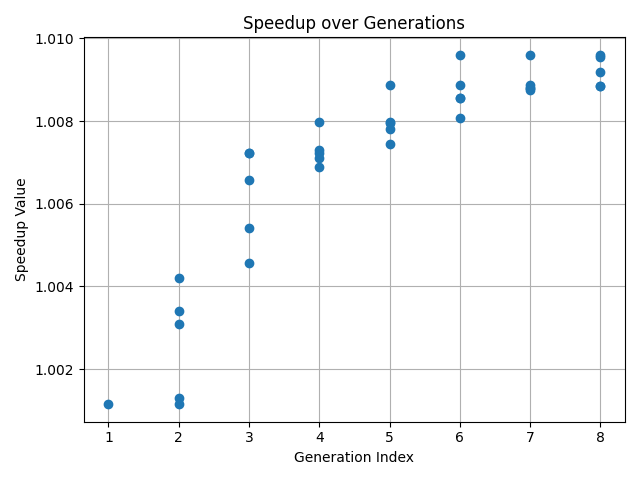 Speedup over Generations
1.010
1.008
1.006
1.004
1.002
Speedup Value
1 2 3 4 5 6 7 8
Generation Index